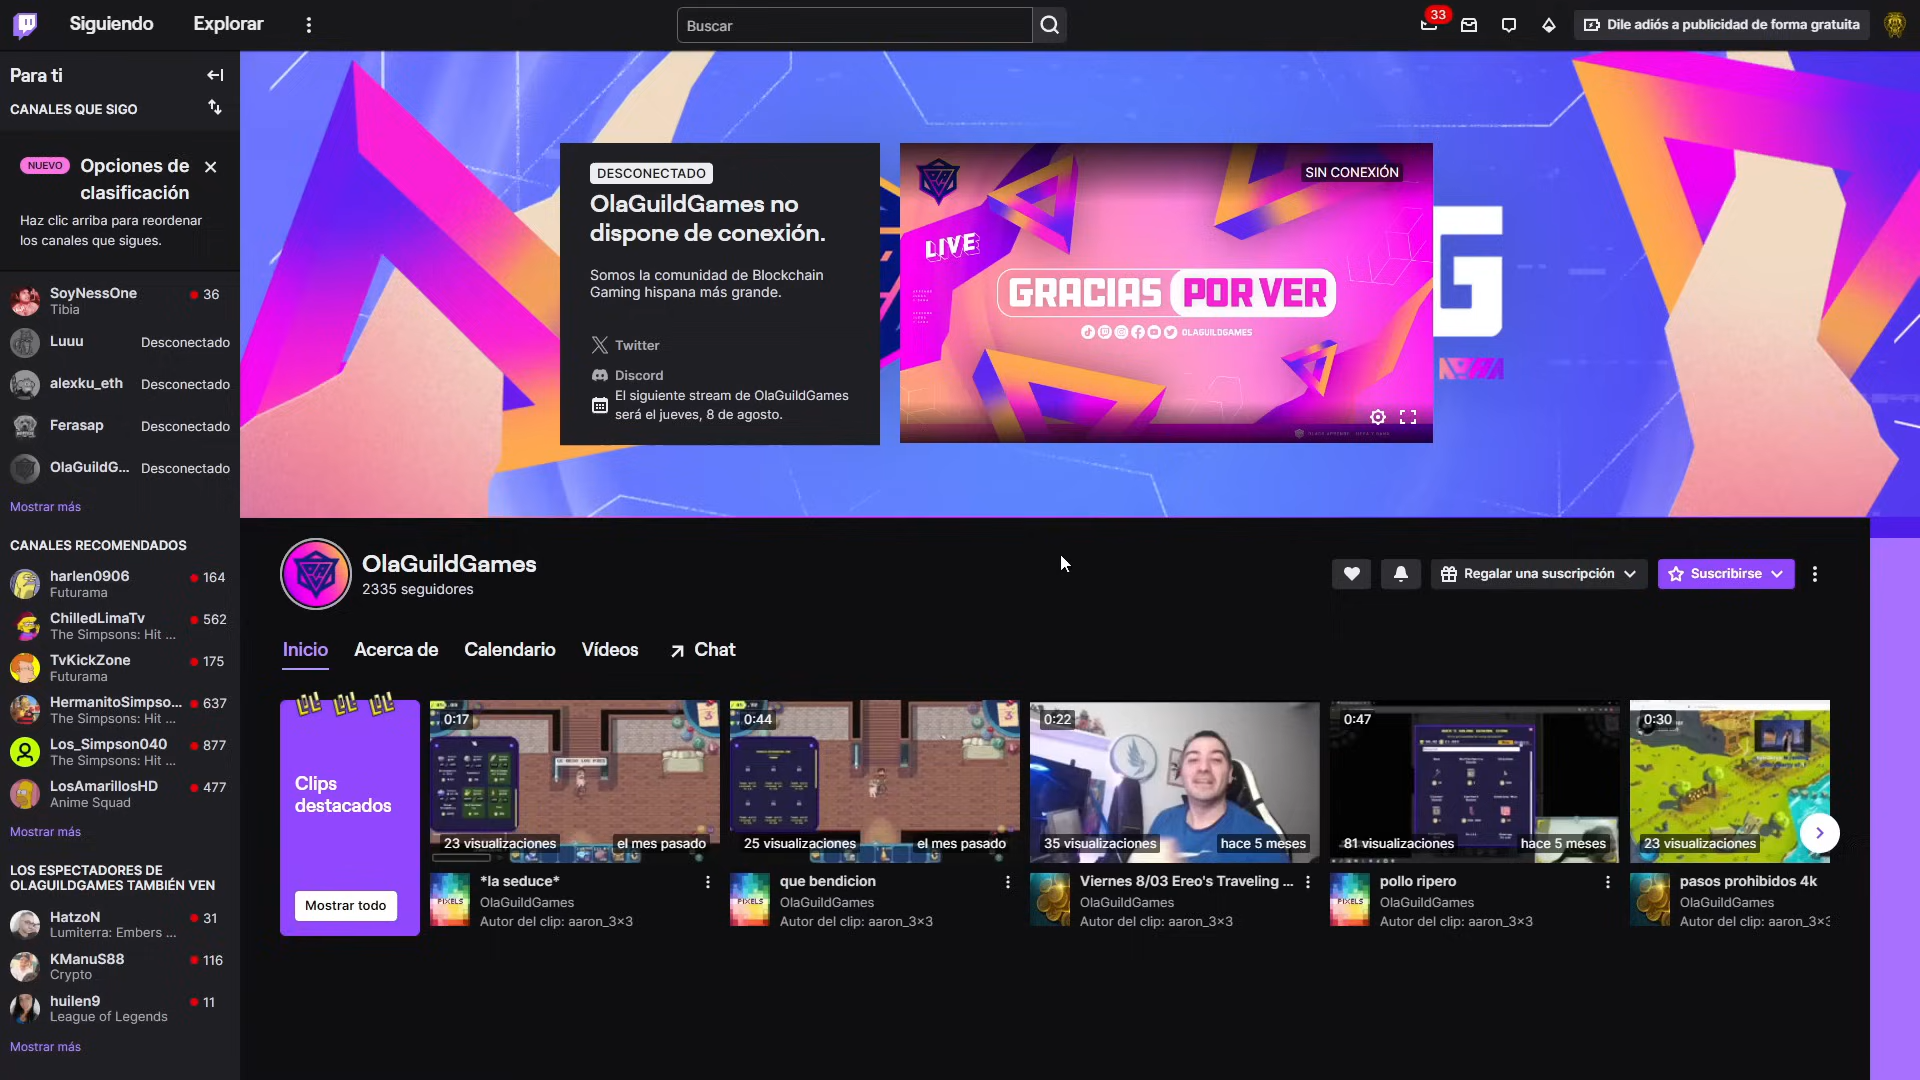 Siguiendo
Explorar
Buscar
33
Dile adiós a publicidad de forma gratuita
Para ti
CANALES QUE SIGO
NUEVO
Opciones de
clasificación
Haz clic arriba para reordenar
los canales que sigues.
SoyNessOne
36
Tibia
Luuu
Desconectado
alexku_eth
Desconectado
Ferasap
Desconectado
OlaGuildG...
Desconectado
Mostrar más
CANALES RECOMENDADOS
harlen0906
164
Futurama
ChilledLimaTv
562
The Simpsons: Hit ...
TvKickZone
175
Futurama
HermanitoSimpso...
637
The Simpsons: Hit ...
Los_Simpson040
877
The Simpsons: Hit ...
LosAmarillosHD
477
Anime Squad
Mostrar más
LOS ESPECTADORES DE
OLAGUILDGAMES TAMBIÉN VEN
HatzoN
31
Lumiterra: Embers ...
KManuS88
116
Crypto
huilen9
11
League of Legends
Mostrar más
DESCONECTADO
OlaGuildGames no
dispone de conexión.
Somos la comunidad de Blockchain
Gaming hispana más grande.
Twitter
Discord
El siguiente stream de OlaGuildGames
será el jueves, 8 de agosto.
SIN CONEXIÓN
LIVE
GRACIAS POR VER
OLAGUILDGAMES
G
OlaGuildGames
2335 seguidores
Regalar una suscripción
Suscribirse
Inicio
Acerca de
Calendario
Vídeos
Chat
Clips
destacados
Mostrar todo
0:17
23 visualizaciones
el mes pasado
PIXELS
*la seduce*
OlaGuildGames
Autor del clip: aaron_3×3
0:44
25 visualizaciones
el mes pasado
PIXELS
que bendicion
OlaGuildGames
Autor del clip: aaron_3×3
0:22
35 visualizaciones
hace 5 meses
Viernes 8/03 Ereo's Traveling ...
OlaGuildGames
Autor del clip: aaron_3×3
0:47
81 visualizaciones
hace 5 meses
PIXELS
pollo ripero
OlaGuildGames
Autor del clip: aaron_3×3
0:30
23 visualizaciones
pasos prohibidos 4k
OlaGuildGames
Autor del clip: aaron_3×3